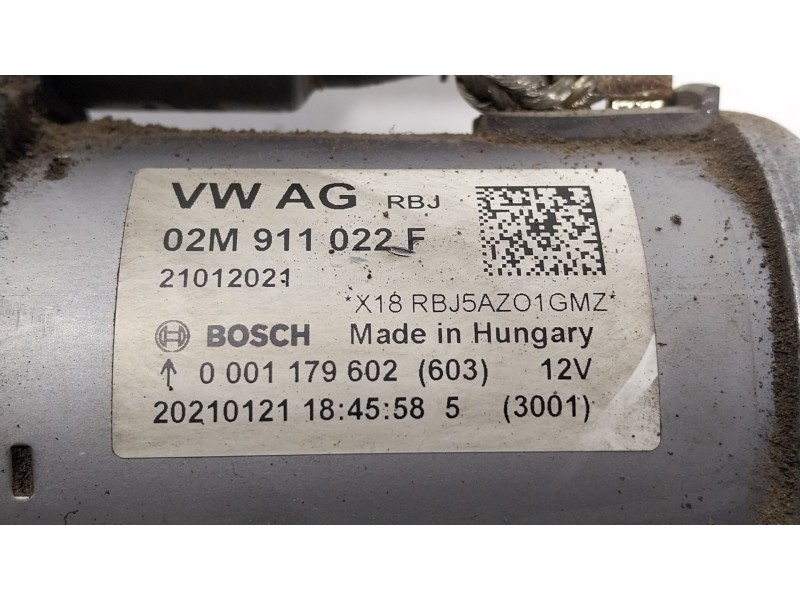 VW AG RBJ
02M 911 022 F
21012021
*X18 RBJ5AZO1GMZ*
BOSCH Made in Hungary
↑ 0 001 179 602 (603) 12V
20210121 18:45:58 5 (3001)